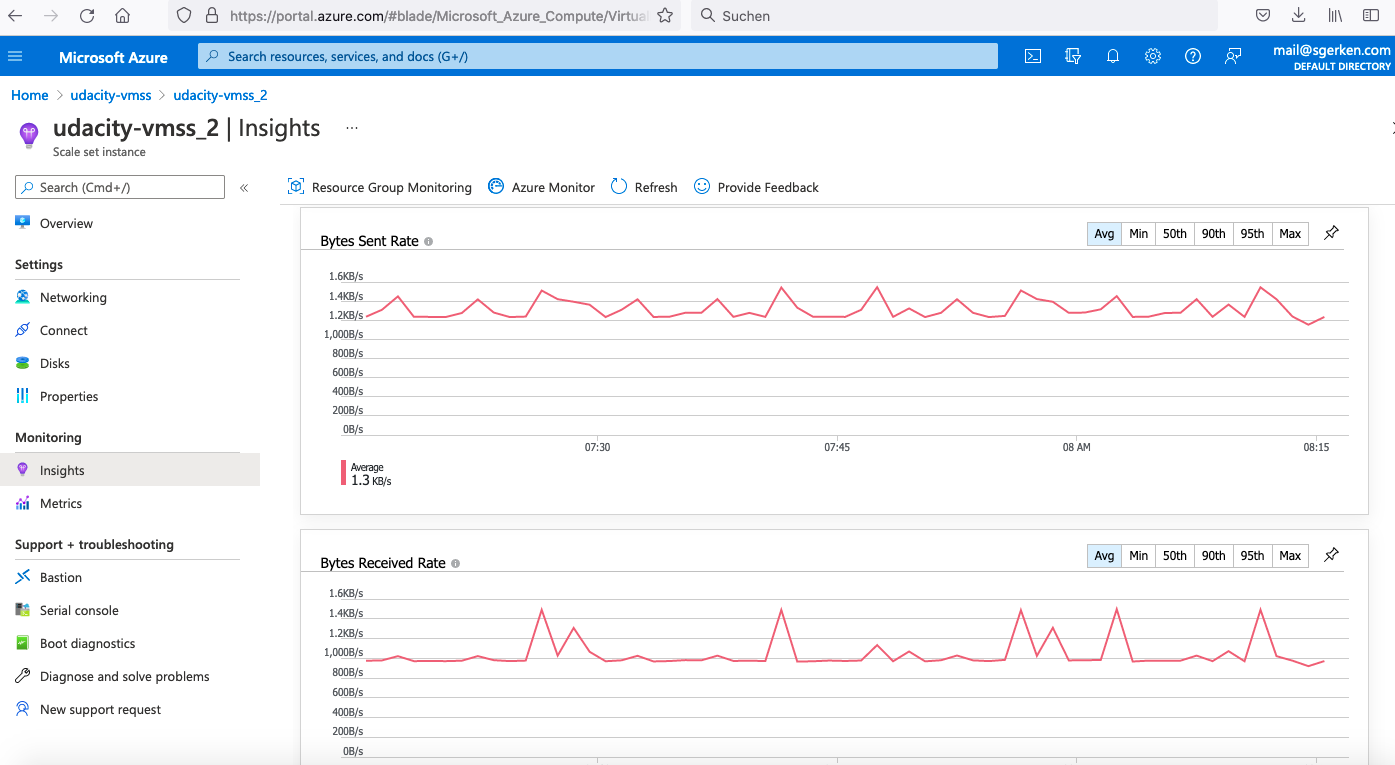 https://portal.azure.com/#blade/Microsoft_Azure_Compute/Virtual
Suchen
Microsoft Azure
Search resources, services, and docs (G+/)
mail@sgerken.com
DEFAULT DIRECTORY
Home > udacity-vmss > udacity-vmss_2
udacity-vmss_2 | Insights ...
Scale set instance
Search (Cmd+/)
«
Overview
Settings
Networking
Connect
Disks
Properties
Monitoring
Insights
Metrics
Support + troubleshooting
Bastion
Serial console
Boot diagnostics
Diagnose and solve problems
New support request
Resource Group Monitoring
Azure Monitor
Refresh
Provide Feedback
Bytes Sent Rate
Avg Min 50th 90th 95th Max
1.6KB/s
1.4KB/s
1.2KB/s
1,000B/s
800B/s
600B/s
400B/s
200B/s
0B/s
07:30 07:45 08 AM 08:15
Average
1.3 KB/s
Bytes Received Rate
Avg Min 50th 90th 95th Max
1.6KB/s
1.4KB/s
1.2KB/s
1,000B/s
800B/s
600B/s
400B/s
200B/s
0B/s